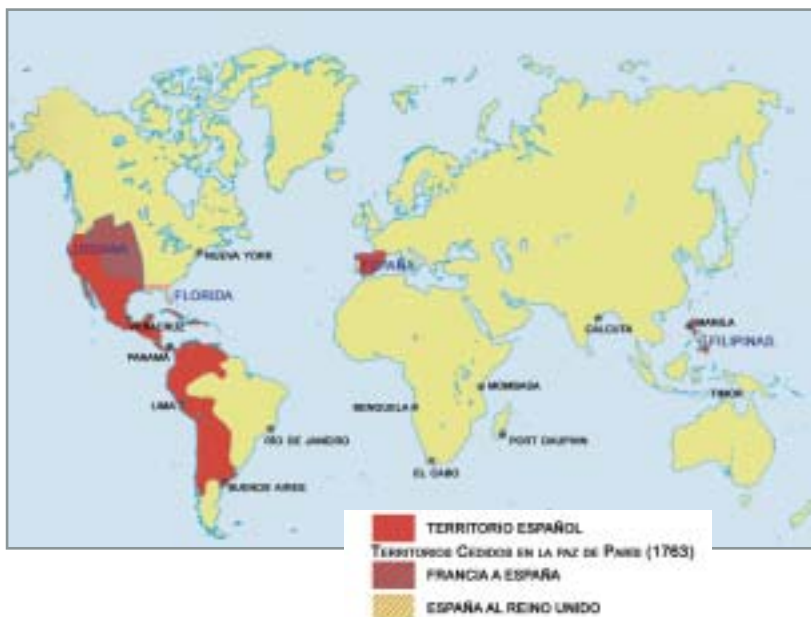 LUISIANA
NUEVA YORK
FLORIDA
VERACRUZ
PANAMÁ
LIMA
RÍO DE JANEIRO
BUENOS AIRES
ESPAÑA
BENGUELA
EL CABO
MOMBASA
PORT DAUPHIN
CALCUTA
MANILA
FILIPINAS
TIMOR
TERRITORIO ESPAÑOL
TERRITORIOS CEDIDOS EN LA PAZ DE PARÍS (1763)
FRANCIA A ESPAÑA
ESPAÑA AL REINO UNIDO